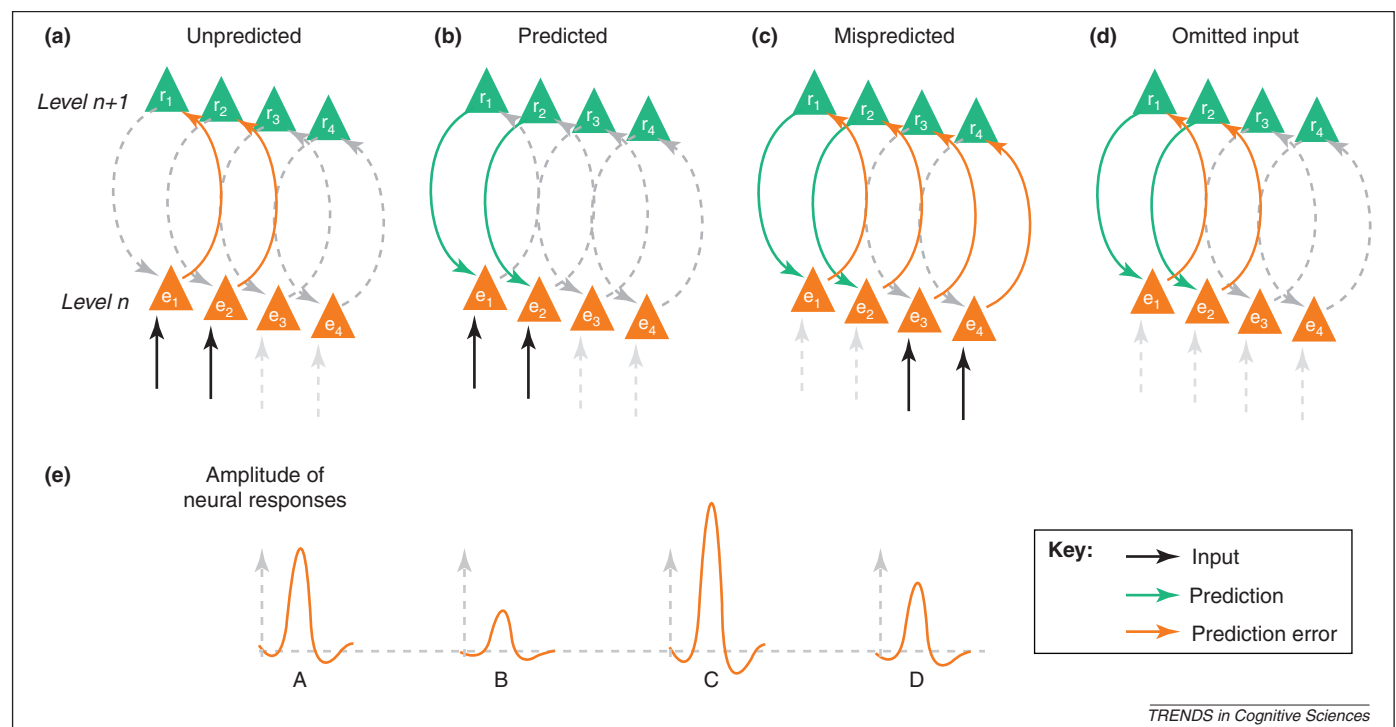 (a) Unpredicted (b) Predicted (c) Mispredicted (d) Omitted input
Level n+1 r1 r2 r3 r4 r1 r2 r3 r4 r1 r2 r3 r4 r1 r2 r3 r4
Level n e1 e2 e3 e4 e1 e2 e3 e4 e1 e2 e3 e4 e1 e2 e3 e4
(e) Amplitude of
neural responses
A B C D
Key: Input
Prediction
Prediction error
TRENDS in Cognitive Sciences